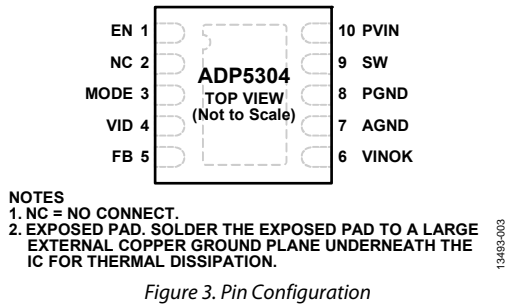 EN 1
NC 2
MODE 3
VID 4
FB 5
ADP5304
TOP VIEW
(Not to Scale)
10 PVIN
9 SW
8 PGND
7 AGND
6 VINOK
NOTES
1. NC = NO CONNECT.
2. EXPOSED PAD. SOLDER THE EXPOSED PAD TO A LARGE
EXTERNAL COPPER GROUND PLANE UNDERNEATH THE
IC FOR THERMAL DISSIPATION.
13493-003
Figure 3. Pin Configuration